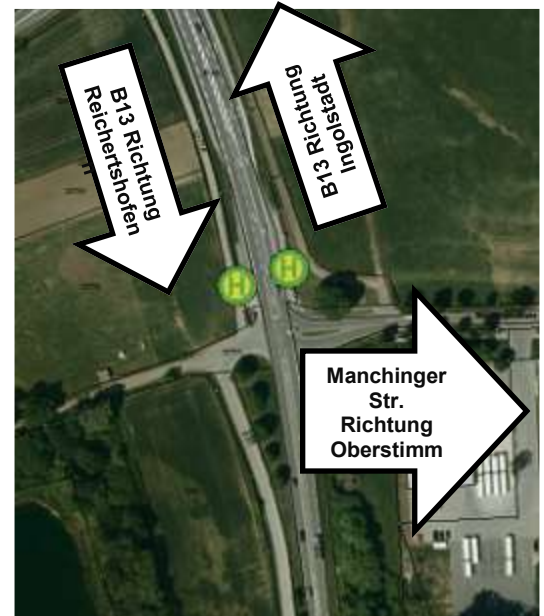 B13 Richtung
Reichertshofen
B13 Richtung
Ingolstadt
H
H
Manchinger
Str.
Richtung
Oberstimm